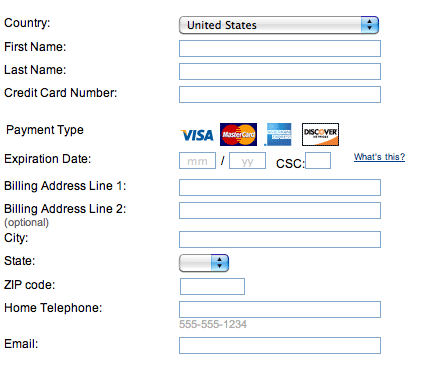 Country: United States
First Name:
Last Name:
Credit Card Number:
Payment Type VISA MasterCard AMERICAN EXPRESS DISCOVER
Expiration Date: mm / yy CSC: What's this?
Billing Address Line 1:
Billing Address Line 2:
(optional)
City:
State:
ZIP code:
Home Telephone:
555-555-1234
Email: